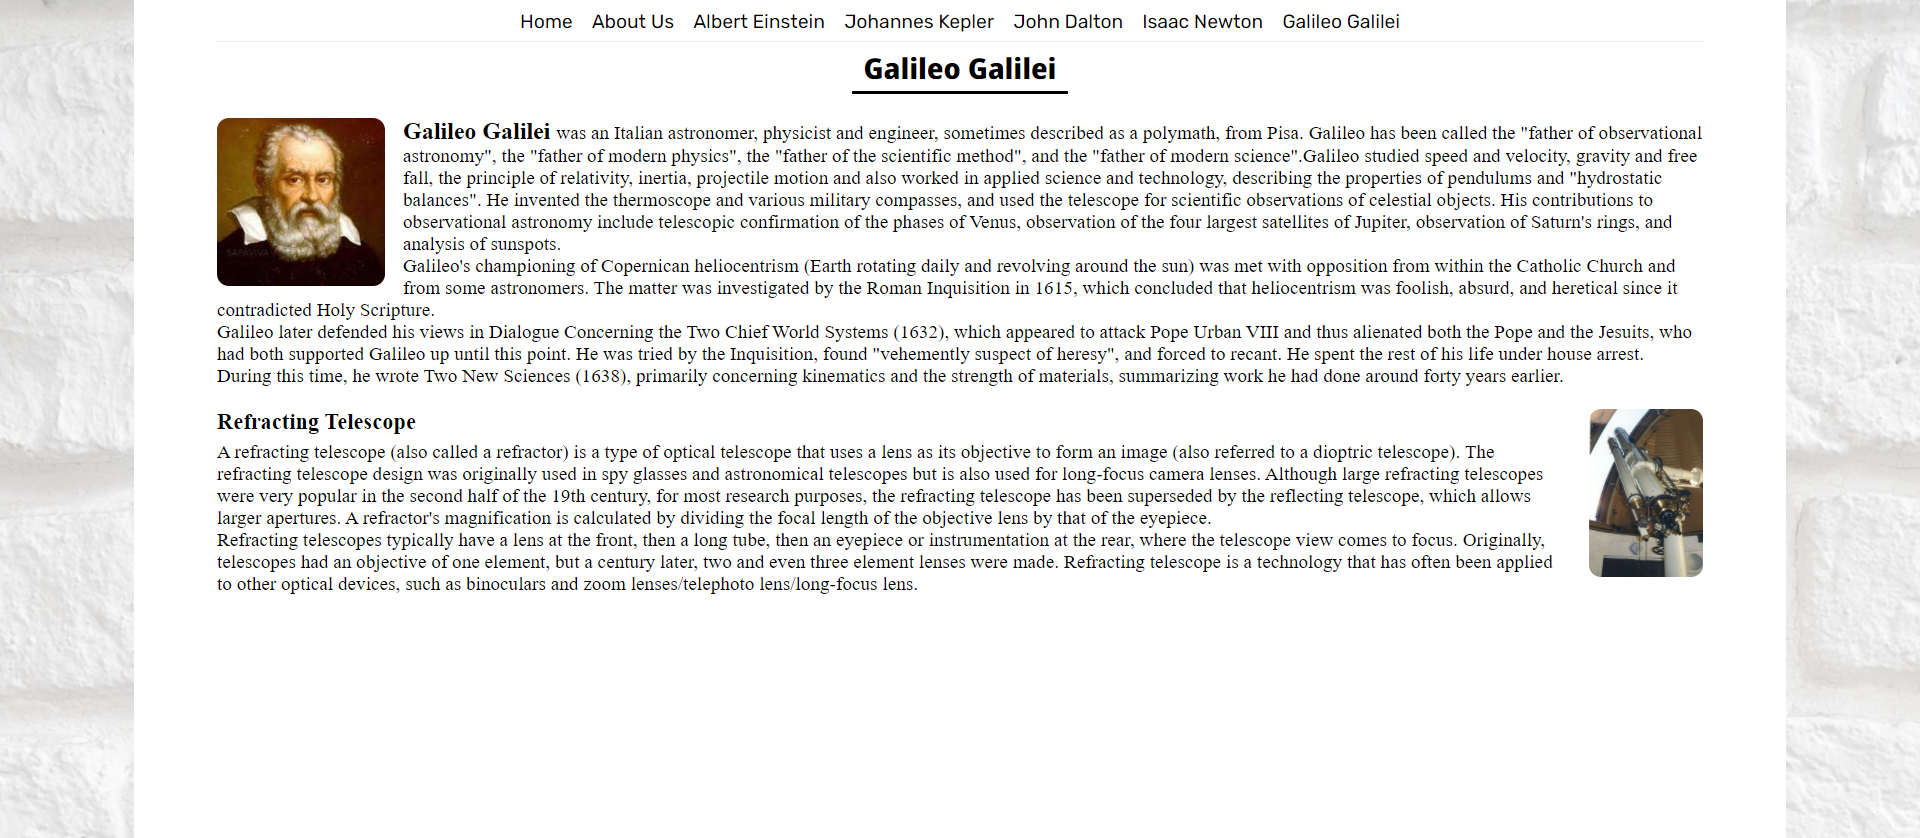 Home About Us Albert Einstein Johannes Kepler John Dalton Isaac Newton Galileo Galilei
Galileo Galilei
Galileo Galilei was an Italian astronomer, physicist and engineer, sometimes described as a polymath, from Pisa. Galileo has been called the "father of observational
astronomy", the "father of modern physics", the "father of the scientific method", and the "father of modern science".Galileo studied speed and velocity, gravity and free
fall, the principle of relativity, inertia, projectile motion and also worked in applied science and technology, describing the properties of pendulums and "hydrostatic
balances". He invented the thermoscope and various military compasses, and used the telescope for scientific observations of celestial objects. His contributions to
observational astronomy include telescopic confirmation of the phases of Venus, observation of the four largest satellites of Jupiter, observation of Saturn's rings, and
analysis of sunspots.
SAPAVIVA
Galileo's championing of Copernican heliocentrism (Earth rotating daily and revolving around the sun) was met with opposition from within the Catholic Church and
from some astronomers. The matter was investigated by the Roman Inquisition in 1615, which concluded that heliocentrism was foolish, absurd, and heretical since it
contradicted Holy Scripture.
Galileo later defended his views in Dialogue Concerning the Two Chief World Systems (1632), which appeared to attack Pope Urban VIII and thus alienated both the Pope and the Jesuits, who
had both supported Galileo up until this point. He was tried by the Inquisition, found "vehemently suspect of heresy", and forced to recant. He spent the rest of his life under house arrest.
During this time, he wrote Two New Sciences (1638), primarily concerning kinematics and the strength of materials, summarizing work he had done around forty years earlier.
Refracting Telescope
A refracting telescope (also called a refractor) is a type of optical telescope that uses a lens as its objective to form an image (also referred to a dioptric telescope). The
refracting telescope design was originally used in spy glasses and astronomical telescopes but is also used for long-focus camera lenses. Although large refracting telescopes
were very popular in the second half of the 19th century, for most research purposes, the refracting telescope has been superseded by the reflecting telescope, which allows
larger apertures. A refractor's magnification is calculated by dividing the focal length of the objective lens by that of the eyepiece.
Refracting telescopes typically have a lens at the front, then a long tube, then an eyepiece or instrumentation at the rear, where the telescope view comes to focus. Originally,
telescopes had an objective of one element, but a century later, two and even three element lenses were made. Refracting telescope is a technology that has often been applied
to other optical devices, such as binoculars and zoom lenses/telephoto lens/long-focus lens.